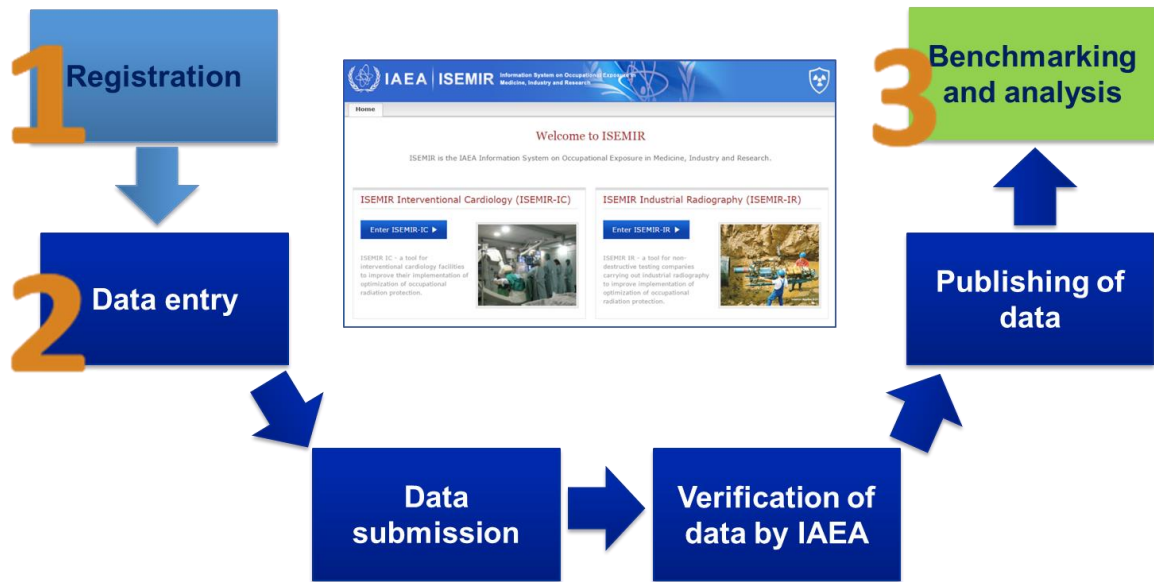 1
Registration
2
Data entry
Data
submission
Verification of
data by IAEA
Publishing of
data
3
Benchmarking
and analysis
IAEA | ISEMIR Information System on Occupational Exposure in
Medicine, Industry and Research
Home
Welcome to ISEMIR
ISEMIR is the IAEA Information System on Occupational Exposure in Medicine, Industry and Research.
ISEMIR Interventional Cardiology (ISEMIR-IC)
Enter ISEMIR-IC
ISEMIR IC - a tool for
interventional cardiology facilities
to improve their implementation of
optimization of occupational
radiation protection.
ISEMIR Industrial Radiography (ISEMIR-IR)
Enter ISEMIR-IR
ISEMIR IR - a tool for non-
destructive testing companies
carrying out industrial radiography
to improve implementation of
optimization of occupational
radiation protection.